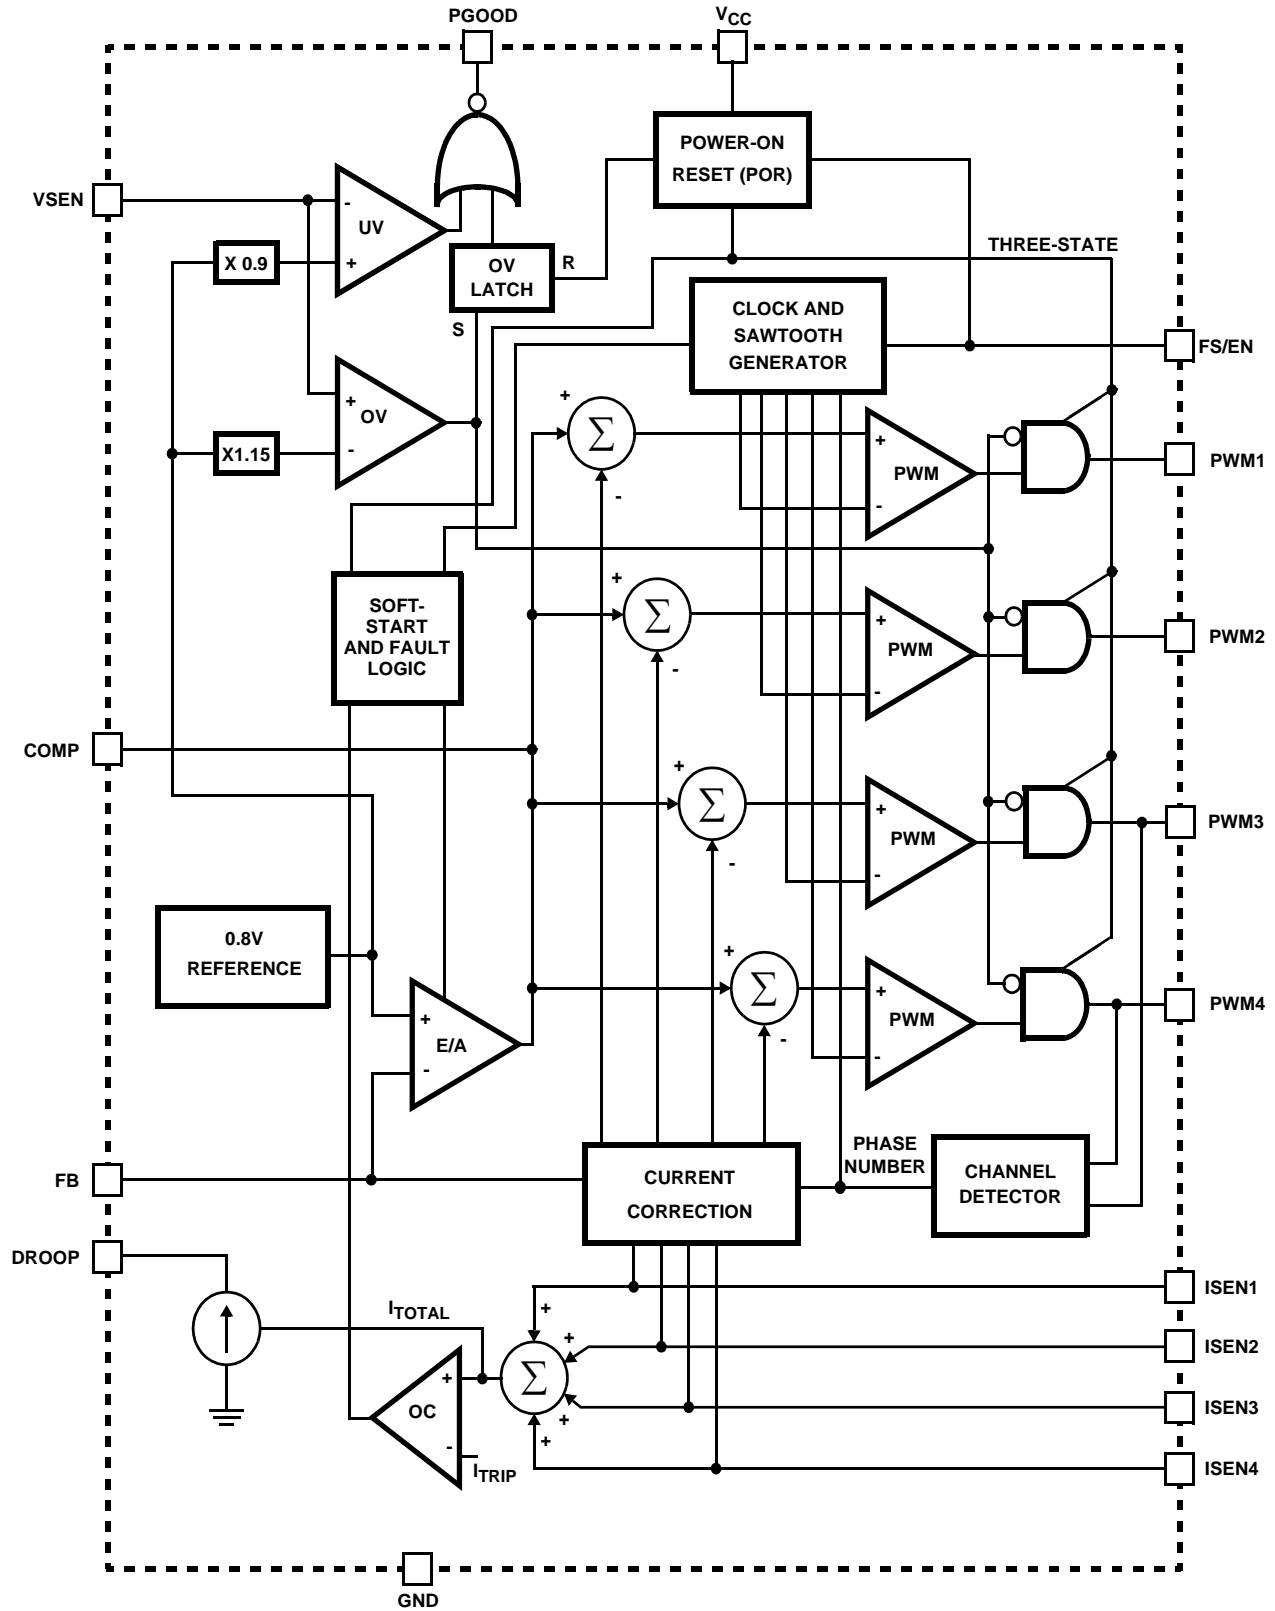 PGOOD
VCC
POWER-ON
RESET (POR)
VSEN
-
UV
+
X 0.9
OV
LATCH
R
S
THREE-STATE
CLOCK AND
SAWTOOTH
GENERATOR
FS/EN
+
OV
-
X1.15
+
Σ
-
+
PWM
-
PWM1
SOFT-
START
AND FAULT
LOGIC
+
Σ
-
+
PWM
-
PWM2
COMP
+
Σ
-
+
PWM
-
PWM3
0.8V
REFERENCE
+
E/A
-
+
Σ
-
+
PWM
-
PWM4
FB
CURRENT
CORRECTION
PHASE
NUMBER
CHANNEL
DETECTOR
DROOP
ITOTAL
+
OC
-
ITRIP
Σ
+
+
+
+
ISEN1
ISEN2
ISEN3
ISEN4
GND